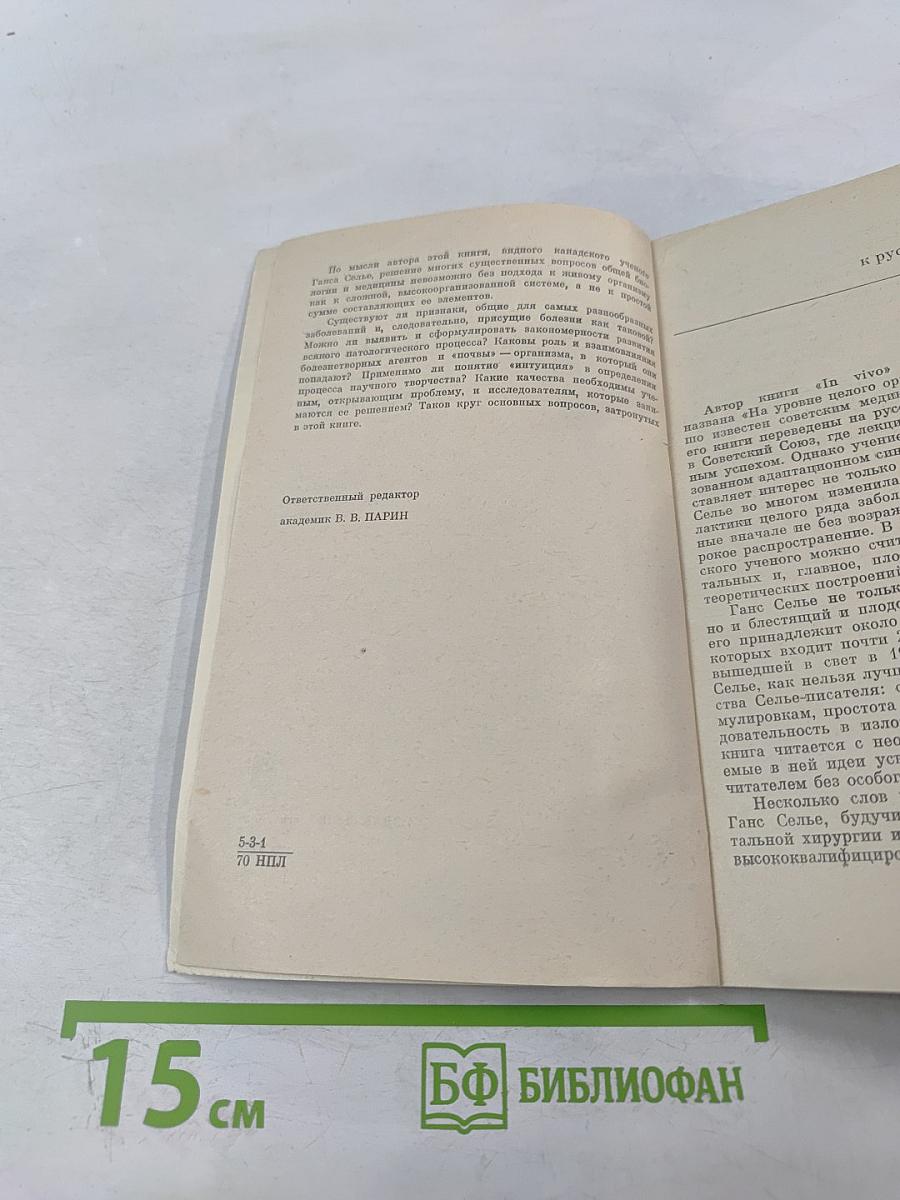 По мысли автора этой книги, видного канадского ученого
Ганса Селье, решение многих существенных вопросов общей био-
логии и медицины невозможно без подхода к живому организму
как к сложной, высокоорганизованной системе, а не к простой
сумме составляющих ее элементов.
Существуют ли признаки, общие для самых разнообразных
заболеваний и, следовательно, присущие болезни как таковой?
Можно ли выявить и сформулировать закономерности развития
всякого патологического процесса? Каковы роль и взаимовлияния
болезнетворных агентов и «почвы» — организма, в который они
попадают? Применимо ли понятие «интуиция» в определении
процесса научного творчества? Какие качества необходимы уче-
ным, открывающим проблему, и исследователям, которые зани-
маются ее решением? Таков круг основных вопросов, затронутых
в этой книге.
Ответственный редактор
академик В. В. ПАРИН
5-3-1
70 НПЛ
к рус
Автор книги «In vivo»
названа «На уровне целого ор
шо известен советским меди
его книги переведены на рус
в Советский Союз, где лекци
ным успехом. Однако учение
зованном адаптационном син
ставляет интерес не только
Селье во многом изменила
лактики целого ряда забол
ные вначале не без возраж
рокое распространение. В
ского ученого можно счит
тальных и, главное, пло
теоретических построений
Ганс Селье не тольк
но и блестящий и плодо
его принадлежит около
которых входит почти 2
вышедшей в свет в 19
Селье, как нельзя лучш
ства Селье-писателя:
мулировкам, простота
довательность в изло
книга читается с нео
емые в ней идеи усв
читателем без особог
Несколько слов
Ганс Селье, будучи
тальной хирургии и
высококвалифициро
15 см
БФ БИБЛИОФАН